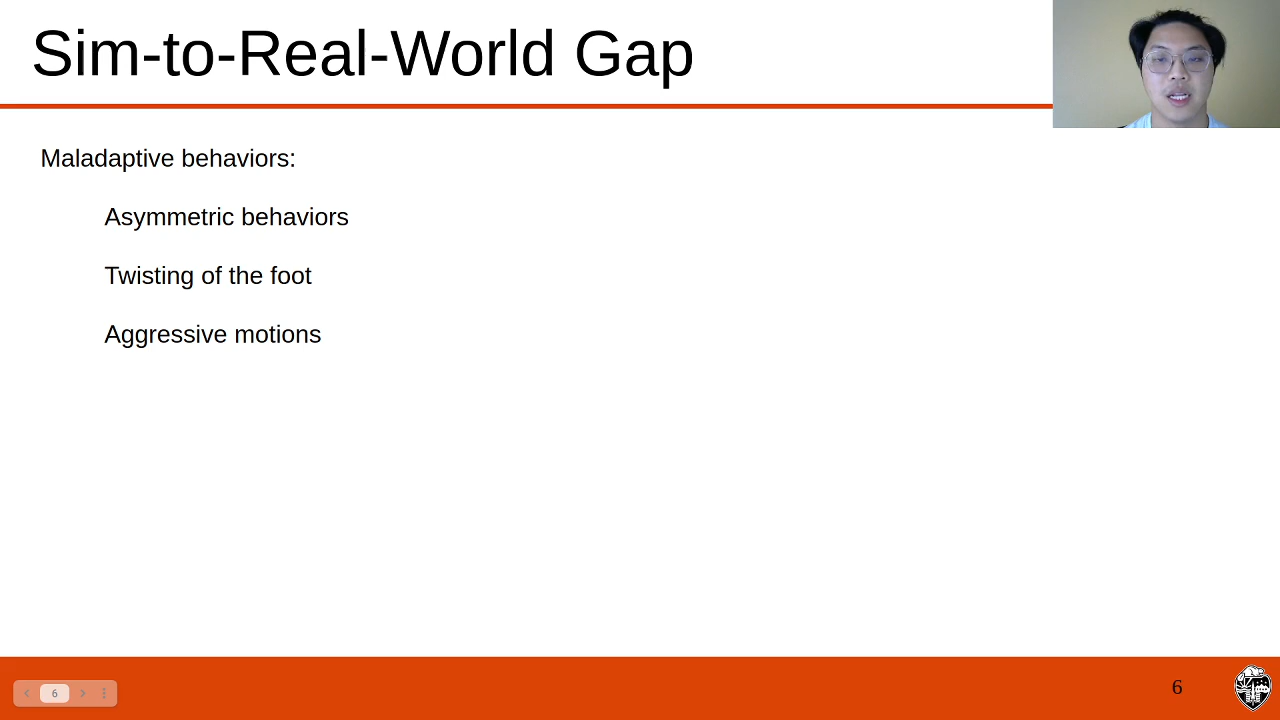 Sim-to-Real-World Gap
Maladaptive behaviors:
Asymmetric behaviors
Twisting of the foot
Aggressive motions
6
6